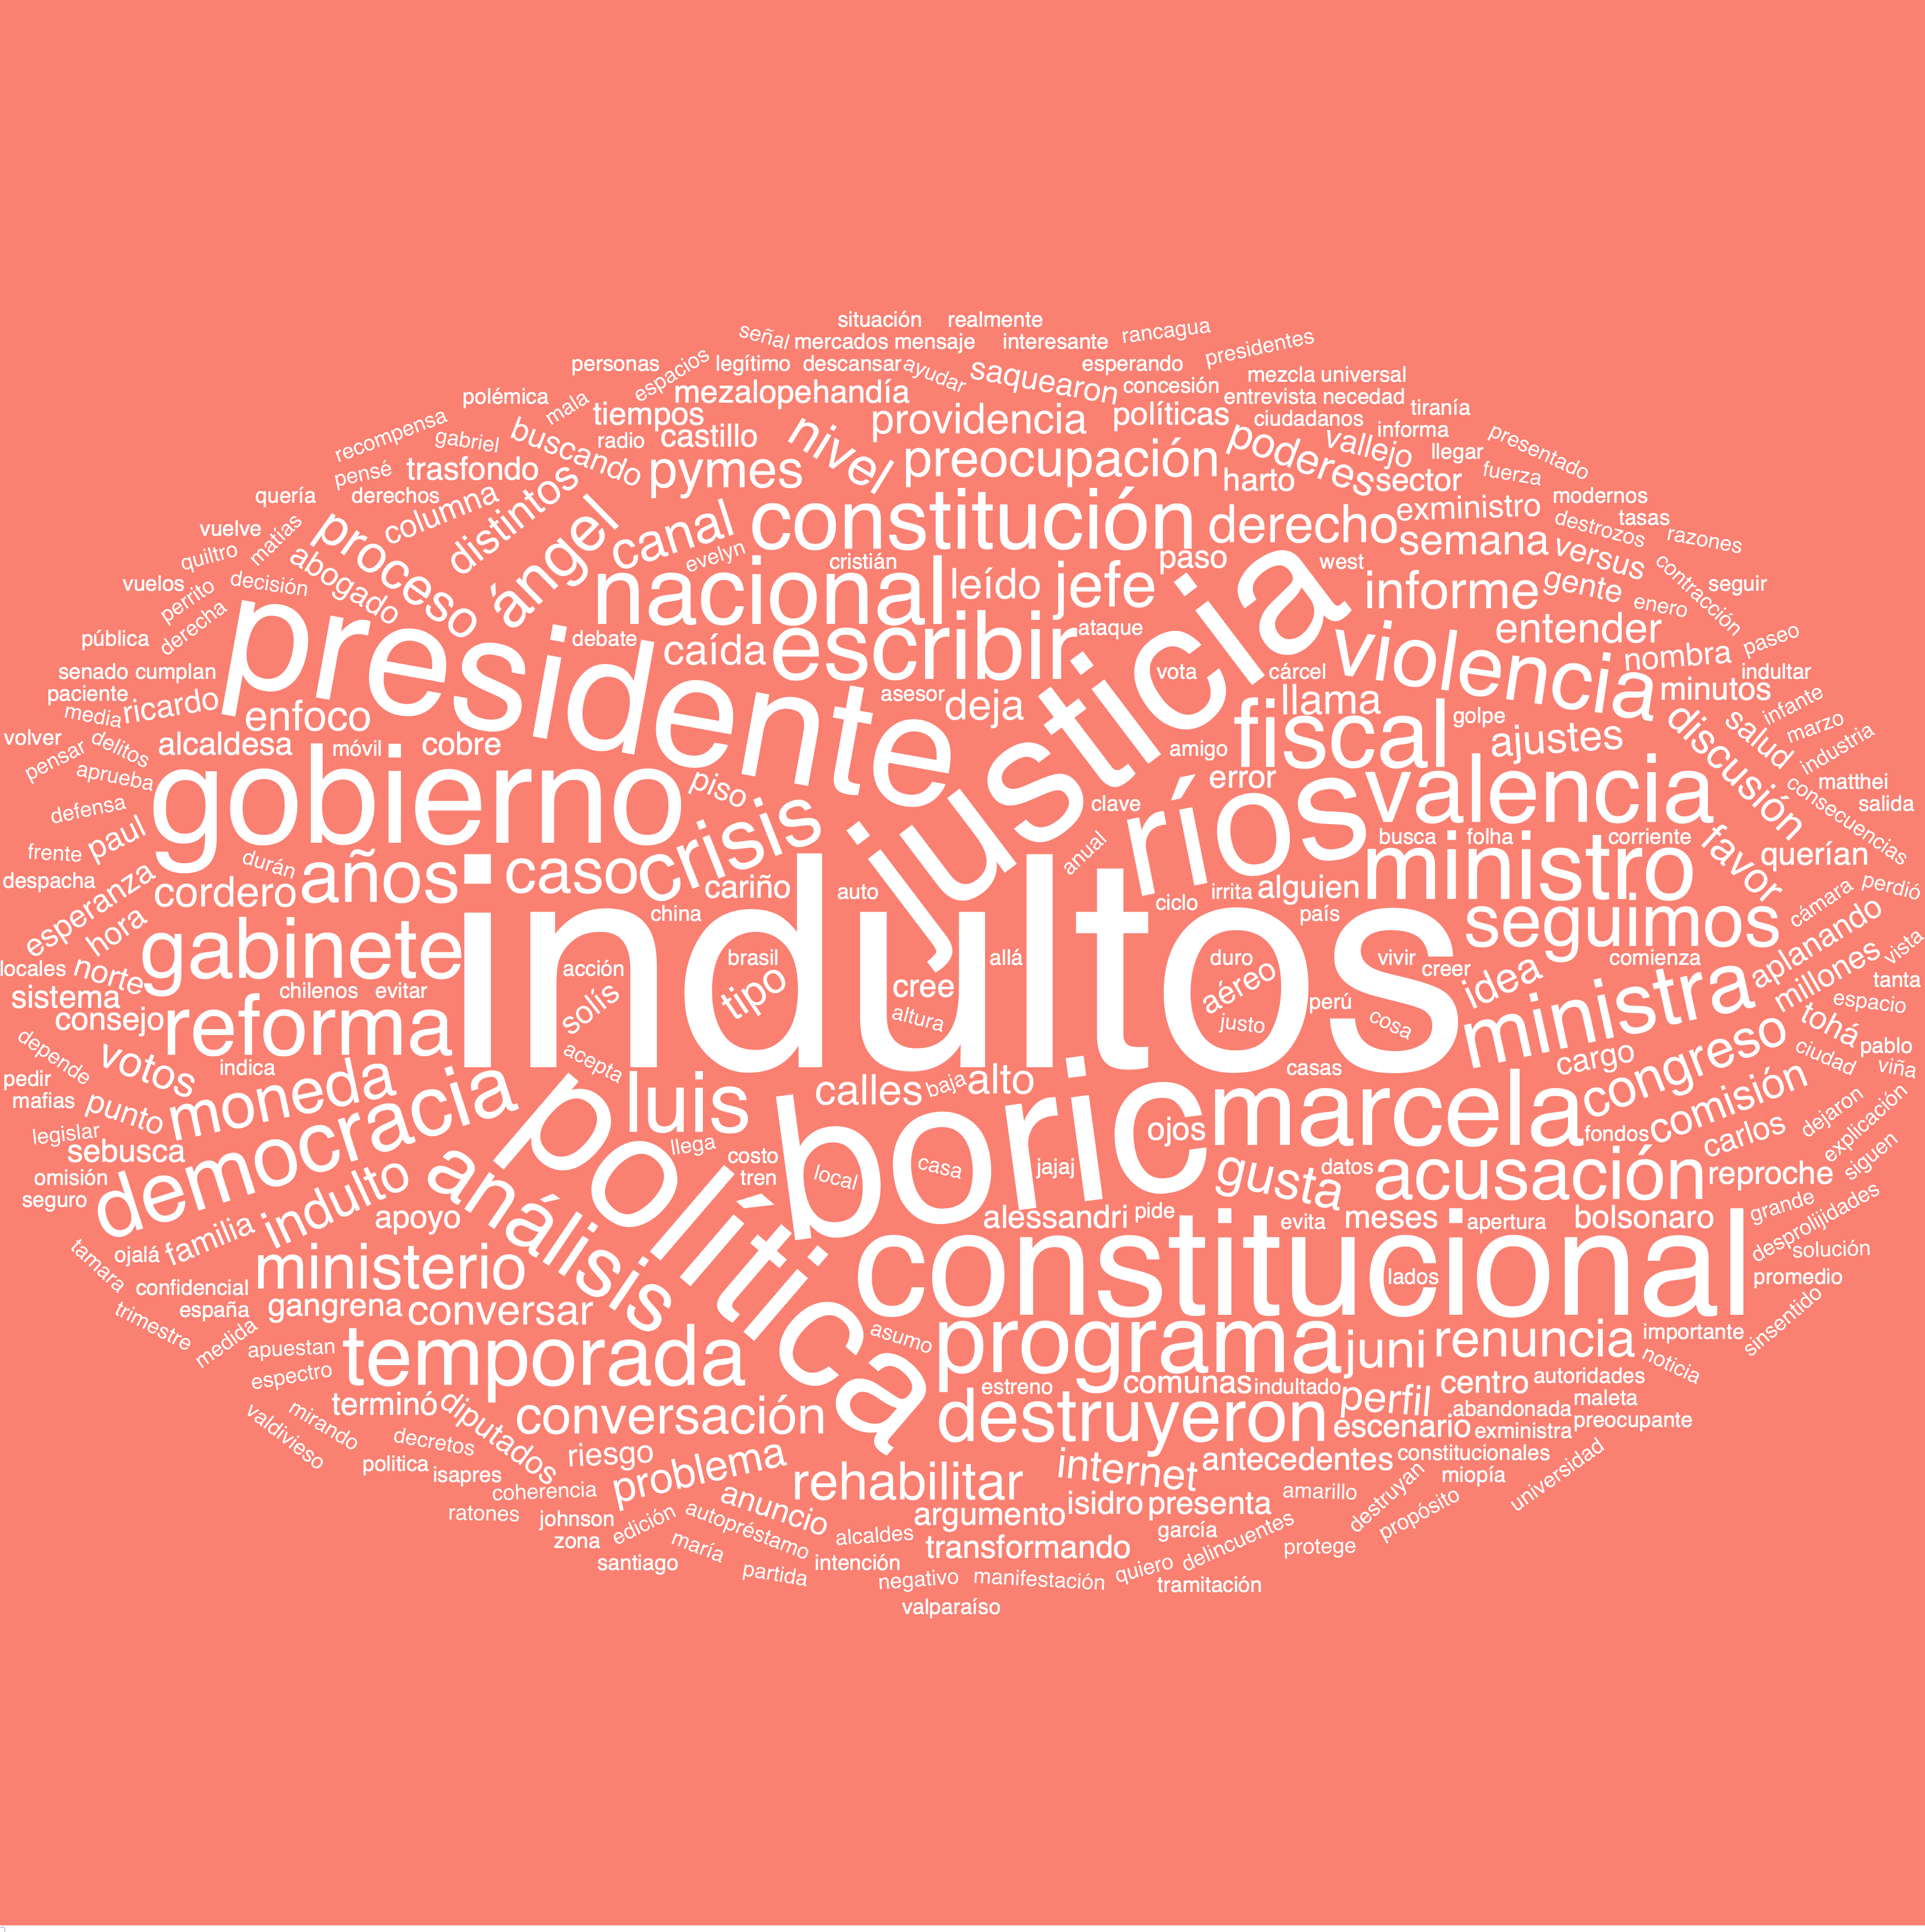 situación realmente
señal mercados mensaje interesante rancagua
personas espacios legítimo descansar ayudar saquearon esperando presidentes
concesión mezcla universal
polémica mala mezalopehandía entrevista necedad
recompensa gabriel buscando tiempos nivel providencia políticas ciudadanos tiranía
radio castillo poderes vallejo informa
pensé trasfondo pymes preocupación llegar presentado
quería derechos distintos harto sector fuerza
columna canal constitución derecho exministro modernos
vuelve matías proceso ángel evelyn destrozos tasas
quiltro abogado cristián paso west semana versus razones
vuelos perrito decisión nacional leído jefe informe gente contracción seguir
derecha enero
pública presidente debate caída escribir ataque justicia violencia entender paseo
senado cumplan vota cárcel nombra indultar
paciente ricardo asesor deja llama minutos
media enfoco fiscal golpe discusión salud infante marzo
volver delitos alcaldesa móvil cobre amigo ajustes industria
pensar aprueba gobierno piso error valencia matthei
defensa crisis clave ríos consecuencias salida
frente paul busca folha corriente favor
durán anual querían
despacha años caso cariño auto irrita alguien ministro perdió
esperanza cordero china ciclo país cámara
hora gabinete indultos seguimos aplanando vista
locales norte acción brasil allá duro vivir creer comienza
sistema chilenos evitar solís tipo cree aéreo perú idea ministra millones tanta
consejo reforma altura justo cosa espacio
depende votos indica acepta casas cargo congreso tohá ciudad pablo
pedir viña
mafias punto moneda luis calles baja alto marcela comisión dejaron
legislar democracia política boric ojos fondos carlos explicación
sebusca llega costo
omisión indulto análisis tren local casa jajaj gusta datos acusación reproche siguen
seguro apoyo alessandri pide evita meses apertura bolsonaro grande
tamara ojalá familia desprolijidades solución
confidencial ministerio constitucional lados promedio
españa gangrena conversar
trimestre medida apuestan asumo programa juni renuncia importante sinsentido
espectro temporada noticia
estreno comunas indultado perfil centro autoridades
terminó diputados abandonada maleta
valdivieso mirando conversación destruyeron escenario exministra preocupante
decretos riesgo constitucionales
politica isapres problema rehabilitar internet antecedentes miopía
coherencia anuncio amarillo destruyan universidad
ratones johnson edición autopréstamo argumento isidro presenta propósito
zona maría alcaldes transformando garcía delincuentes protege
santiago partida intención quiero
negativo manifestación tramitación
valparaíso